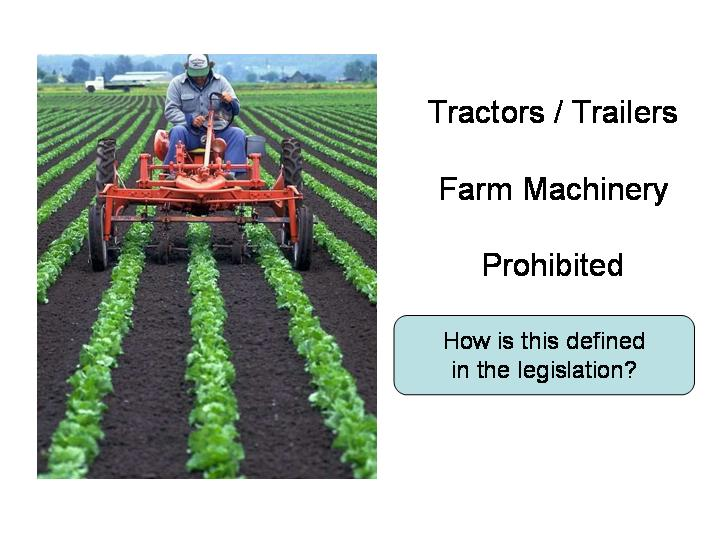 Tractors / Trailers
Farm Machinery
Prohibited
How is this defined
in the legislation?